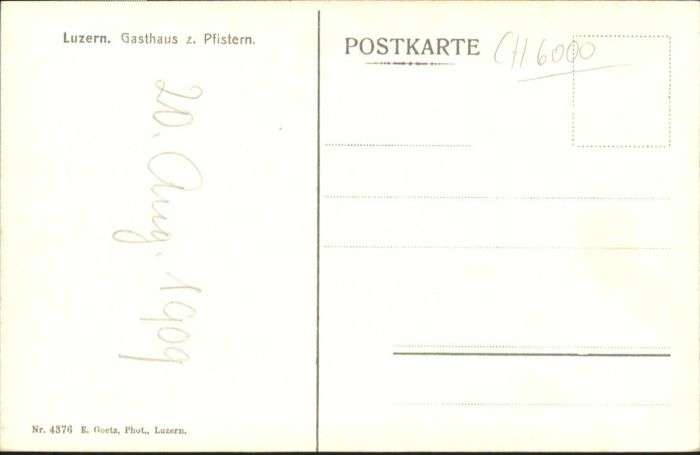 Luzern. Gasthaus z. Pfistern.
20. Aug. 1909
Nr. 4376 E. Goetz, Phot., Luzern.
POSTKARTE
CH 6000